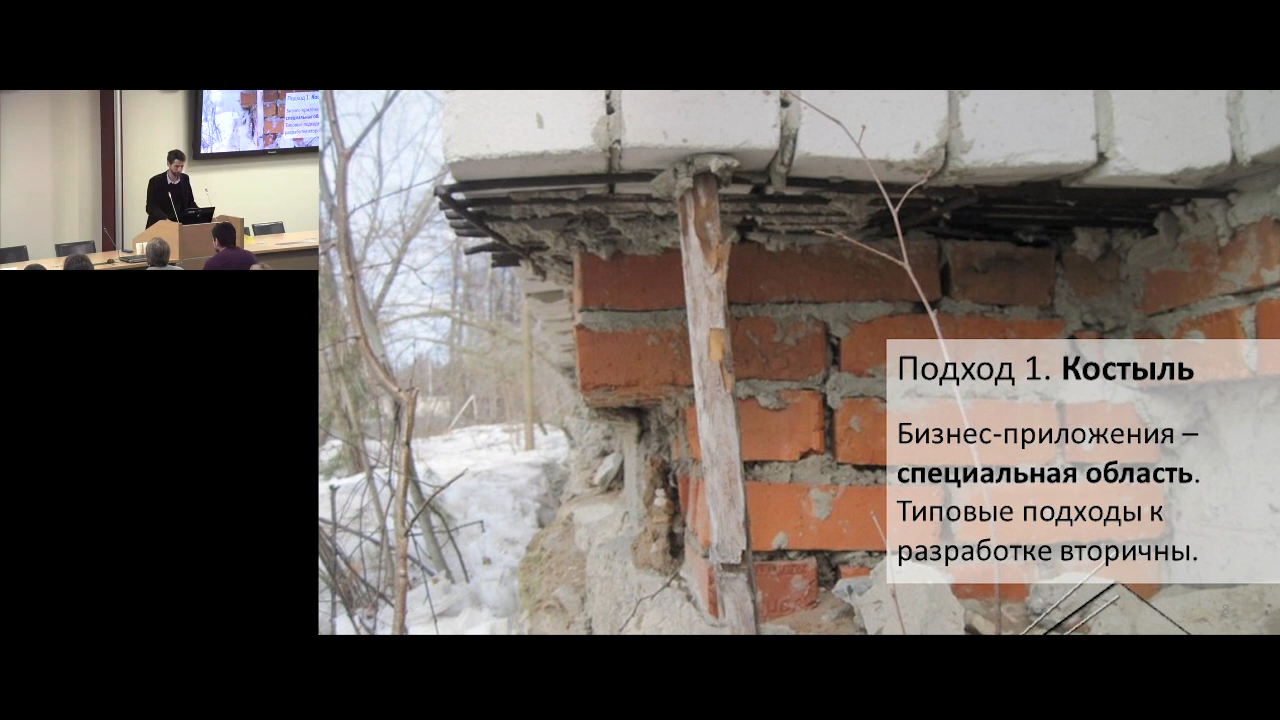 Подход 1. Костыль
Бизнес-приложения –
специальная область.
Типовые подходы к
разработке вторичны.
8